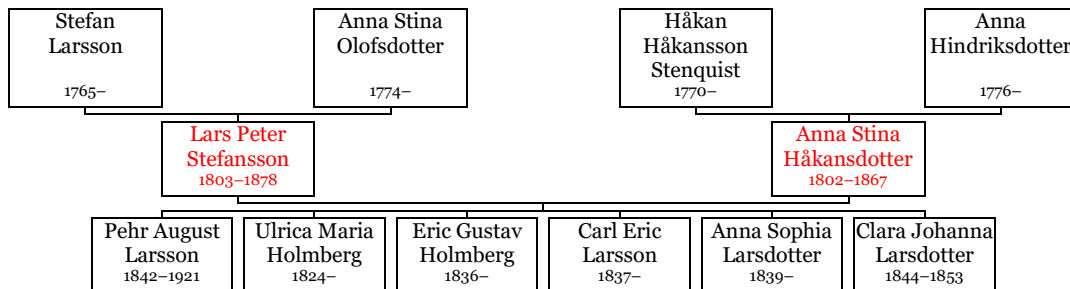 Stefan
Larsson
1765–
Anna Stina
Olofsdotter
1774–
Håkan
Håkansson
Stenquist
1770–
Anna
Hindriksdotter
1776–
Lars Peter
Stefansson
1803–1878
Anna Stina
Håkansdotter
1802–1867
Pehr August
Larsson
1842–1921
Ulrica Maria
Holmberg
1824–
Eric Gustav
Holmberg
1836–
Carl Eric
Larsson
1837–
Anna Sophia
Larsdotter
1839–
Clara Johanna
Larsdotter
1844–1853